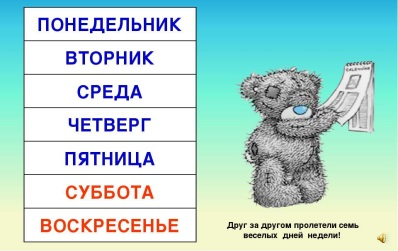 ПОНЕДЕЛЬНИК
ВТОРНИК
СРЕДА
ЧЕТВЕРГ
ПЯТНИЦА
СУББОТА
ВОСКРЕСЕНЬЕ
Друг за другом пролетели семь
веселых дней недели!